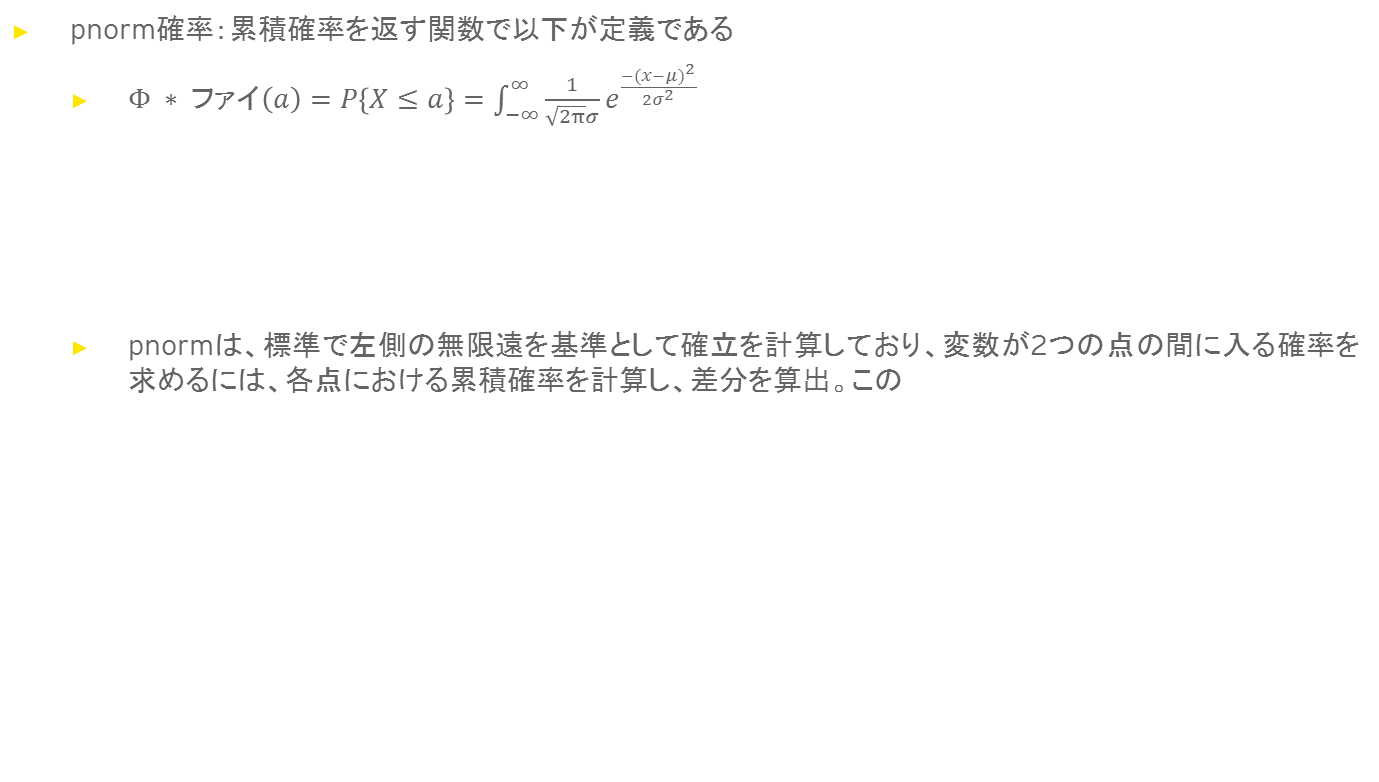 ► pnorm確率：累積確率を返す関数で以下が定義である
► Φ ∗ ファイ(a) = P{X ≤ a} = ∫_{−∞}^{∞} \frac{1}{\sqrt{2π}σ} e^{\frac{−(x−μ)^2}{2σ^2}}
► pnormは、標準で左側の無限遠を基準として確立を計算しており、変数が2つの点の間に入る確率を
求めるには、各点における累積確率を計算し、差分を算出。この